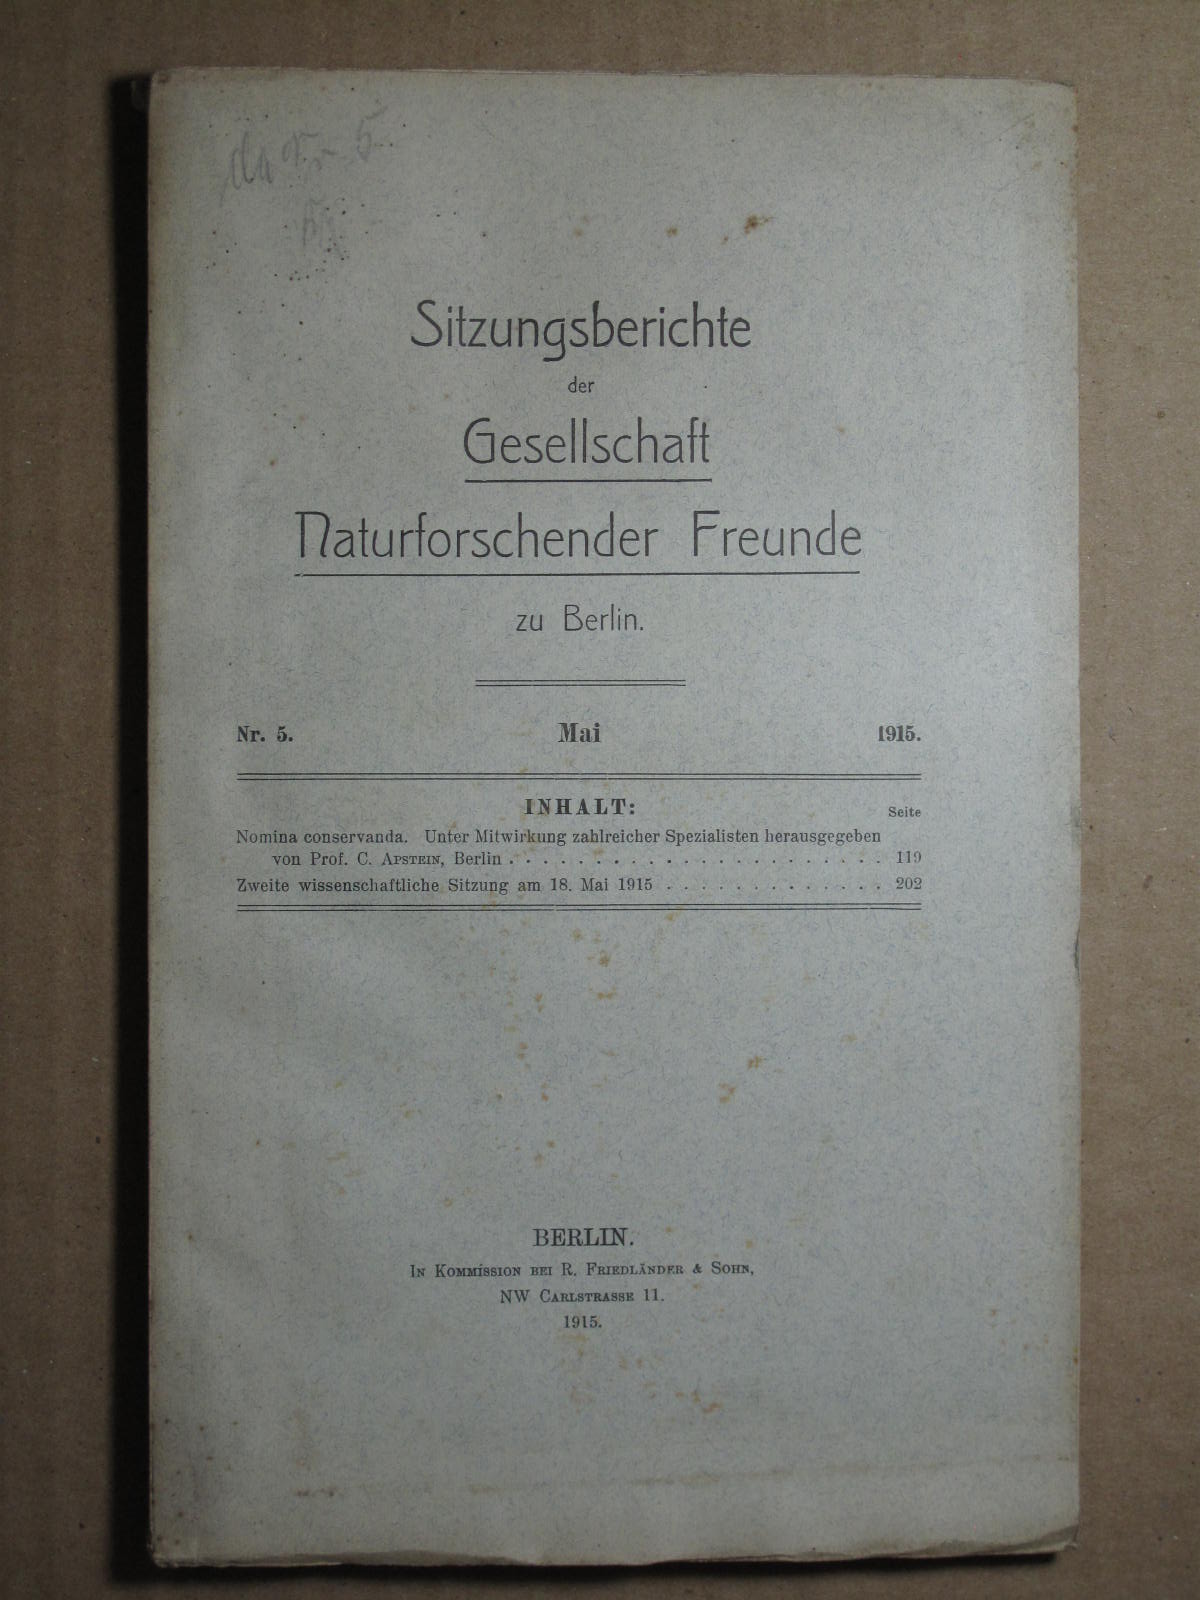 Sitzungsberichte
der
Gesellschaft
Naturforschender Freunde
zu Berlin.
Nr. 5. Mai 1915.
INHALT:
Seite
Nomina conservanda. Unter Mitwirkung zahlreicher Spezialisten herausgegeben
von Prof. C. APSTEIN, Berlin . . . . . . . . . . . . . . . . . . . . . . . . . . 119
Zweite wissenschaftliche Sitzung am 18. Mai 1915 . . . . . . . . . . . . . 202
BERLIN.
IN KOMMISSION BEI R. FRIEDLÄNDER & SOHN,
NW CARLSTRASSE 11.
1915.